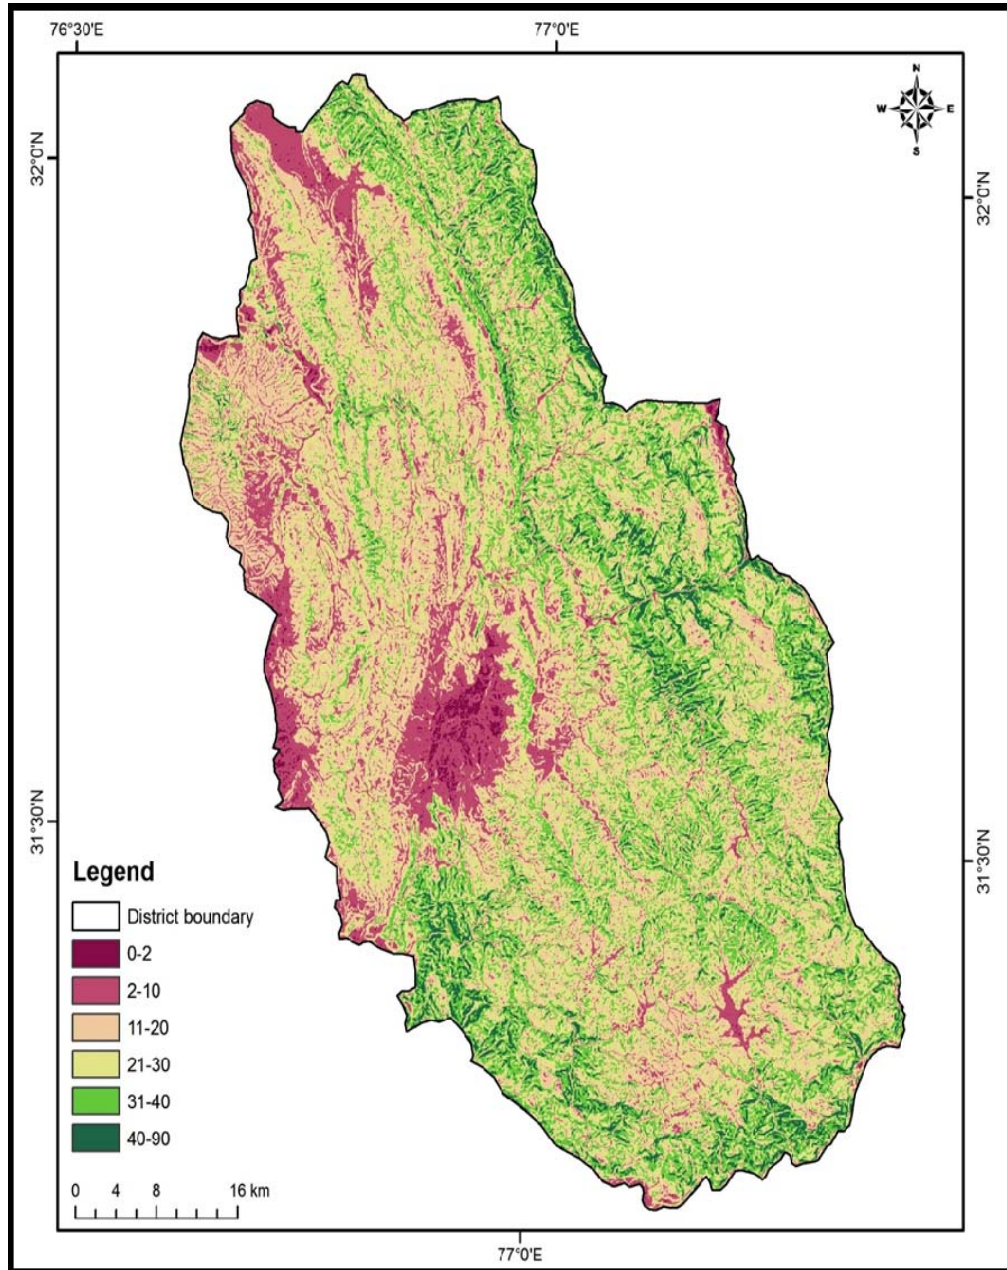 76°30'E
77°0'E
N
W
E
S
32°0'N
32°0'N
31°30'N
31°30'N
Legend
District boundary
0-2
2-10
11-20
21-30
31-40
40-90
0 4 8 16 km
77°0'E